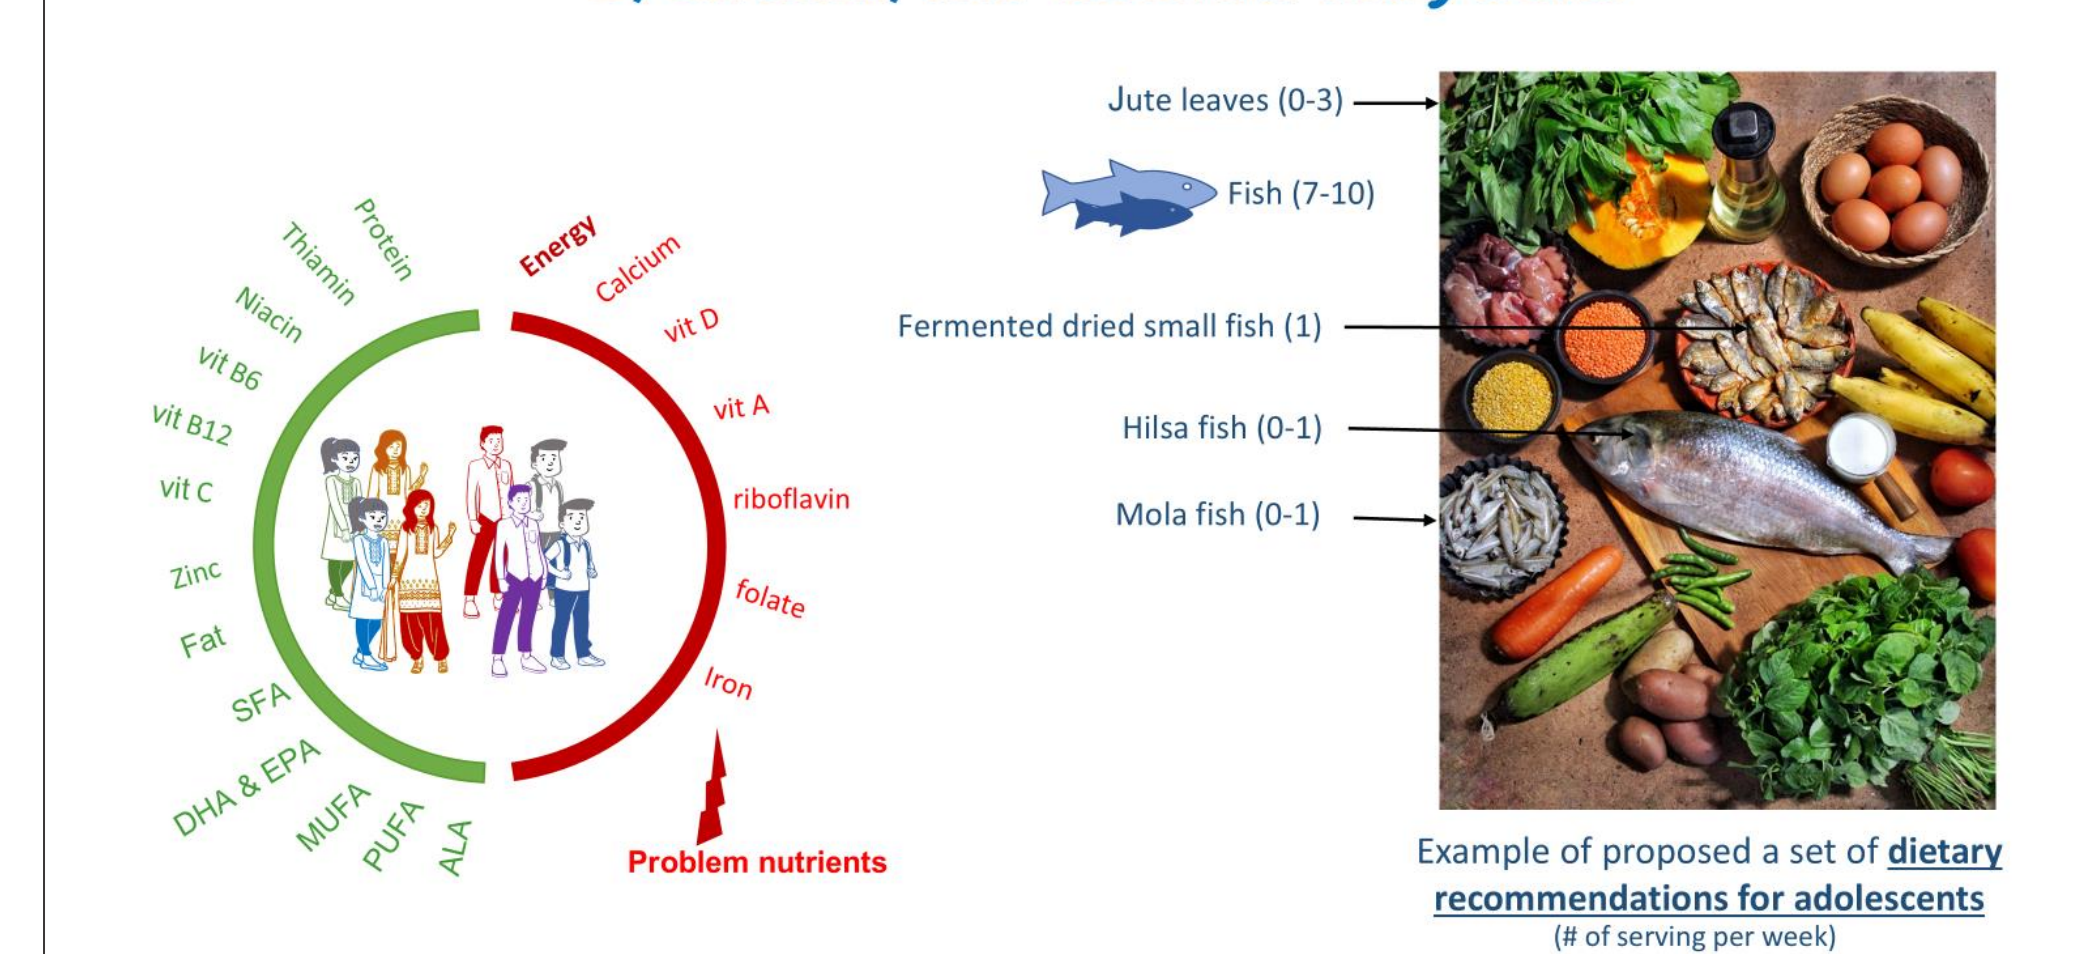 Protein
Thiamin
Niacin
vit B6
vit B12
vit C
Zinc
Fat
SFA
DHA & EPA
MUFA
PUFA
ALA
Energy
Calcium
vit D
vit A
riboflavin
folate
Iron
Problem nutrients
Jute leaves (0-3)
Fish (7-10)
Fermented dried small fish (1)
Hilsa fish (0-1)
Mola fish (0-1)
Example of proposed a set of dietary
recommendations for adolescents
(# of serving per week)